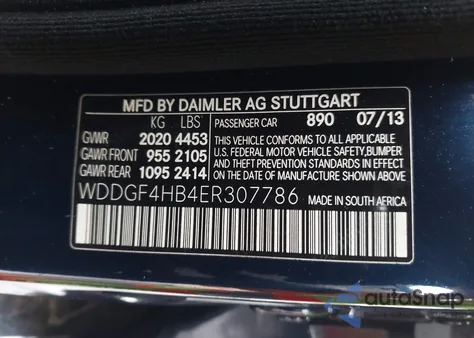 MFD BY DAIMLER AG STUTTGART
KG LBS PASSENGER CAR 890 07/13
GVWR 2020 4453 THIS VEHICLE CONFORMS TO ALL APPLICABLE
GAWR FRONT 955 2105 U.S. FEDERAL MOTOR VEHICLE SAFETY,BUMPER,
GAWR REAR 1095 2414 AND THEFT PREVENTION STANDARDS IN EFFECT
ON THE DATE OF MANUFACTURE SHOWN ABOVE.
WDDGF4HB4ER307786 MADE IN SOUTH AFRICA
autoSnap